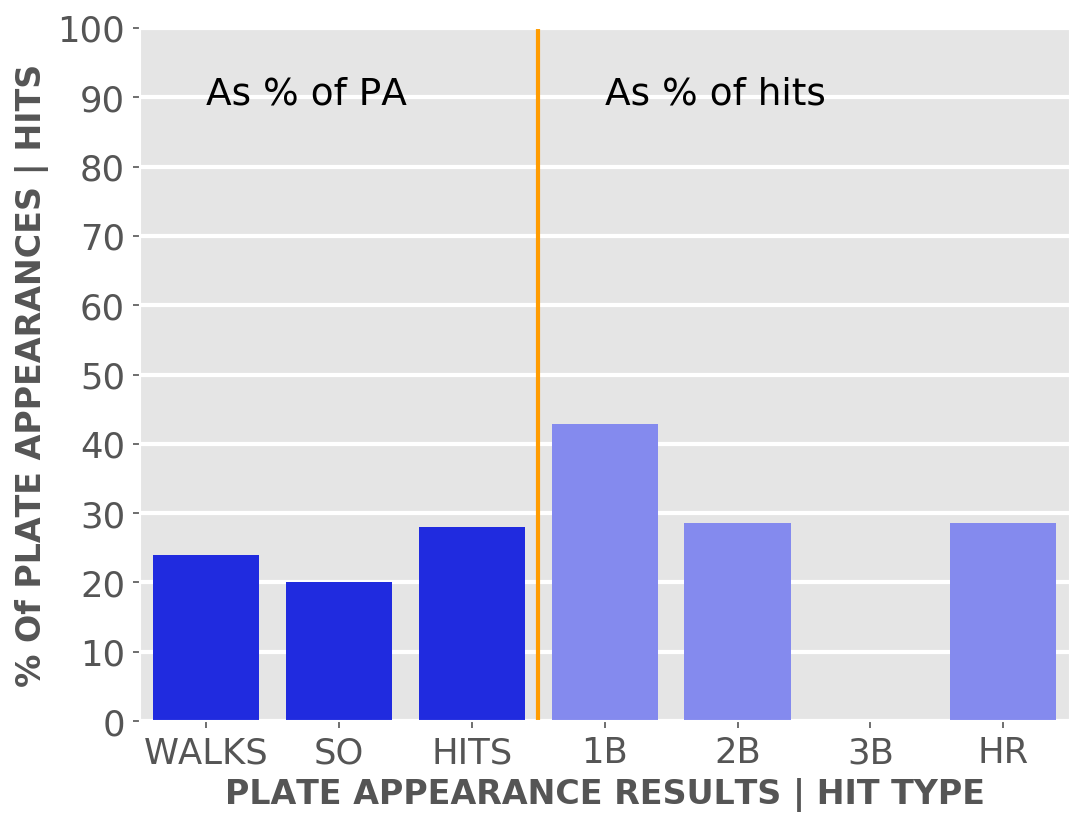 As % of PA
As % of hits
% Of PLATE APPEARANCES | HITS
100
90
80
70
60
50
40
30
20
10
0
WALKS SO HITS 1B 2B 3B HR
PLATE APPEARANCE RESULTS | HIT TYPE